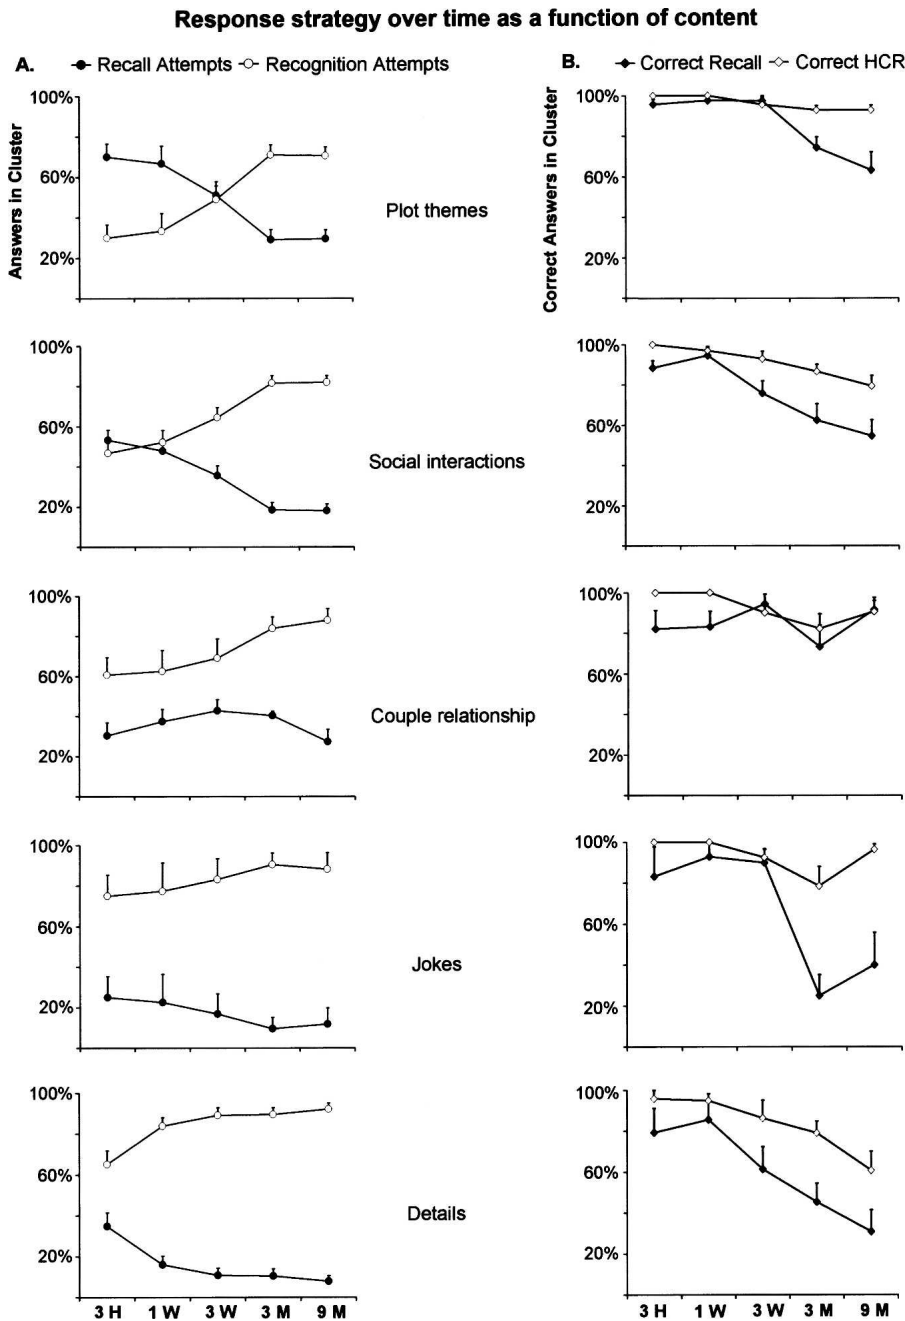 Response strategy over time as a function of content
A. Recall Attempts Recognition Attempts
B. Correct Recall Correct HCR
Answers in Cluster
100%
60%
20%
Plot themes
Correct Answers in Cluster
100%
60%
20%
100%
60%
20%
Social interactions
100%
60%
20%
100%
60%
20%
Couple relationship
100%
60%
20%
100%
60%
20%
Jokes
100%
60%
20%
100%
60%
20%
Details
100%
60%
20%
3 H 1 W 3 W 3 M 9 M
3 H 1 W 3 W 3 M 9 M